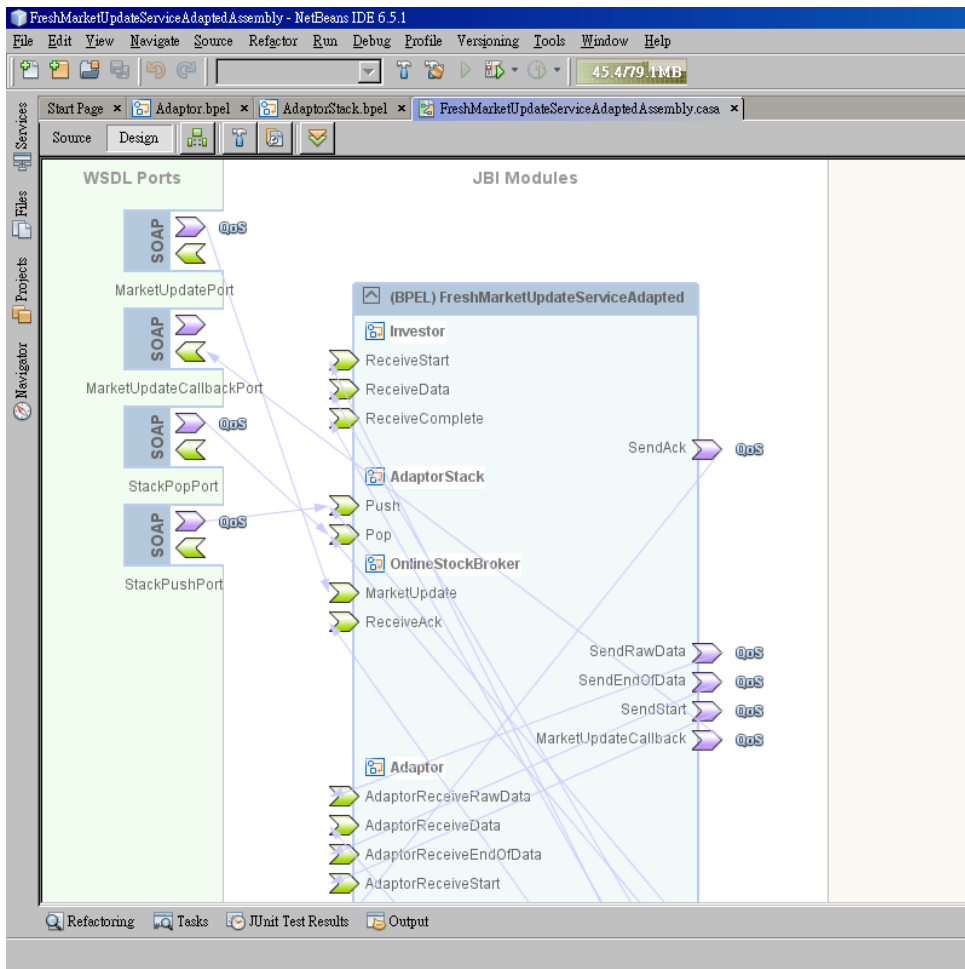 FreshMarketUpdateServiceAdaptedAssembly - NetBeans IDE 6.5.1
File Edit View Navigate Source Refactor Run Debug Profile Versioning Tools Window Help
45.4/79.1MB
Start Page Adaptor.bpel AdaptorStack.bpel FreshMarketUpdateServiceAdaptedAssembly.casa
Source Design
Services
Files
Projects
Navigator
WSDL Ports
JBI Modules
SOAP
QoS
MarketUpdatePort
SOAP
MarketUpdateCallbackPort
SOAP
QoS
StackPopPort
SOAP
QoS
StackPushPort
(BPEL) FreshMarketUpdateServiceAdapted
Investor
ReceiveStart
ReceiveData
ReceiveComplete
SendAck QoS
AdaptorStack
Push
Pop
OnlineStockBroker
MarketUpdate
ReceiveAck
SendRawData QoS
SendEndOfData QoS
SendStart QoS
MarketUpdateCallback QoS
Adaptor
AdaptorReceiveRawData
AdaptorReceiveData
AdaptorReceiveEndOfData
AdaptorReceiveStart
Refactoring Tasks JUnit Test Results Output